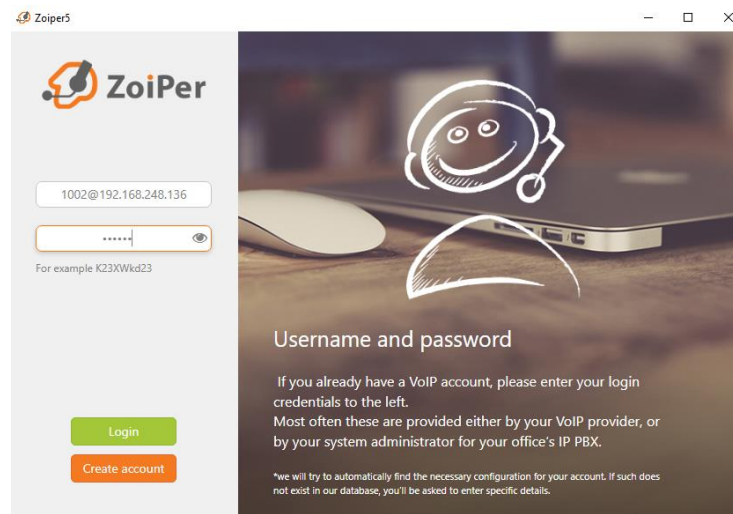 Zoiper5
ZoiPer
1002@192.168.248.136
••••••
For example K23XWkd23
Login
Create account
Username and password
If you already have a VoIP account, please enter your login
credentials to the left.
Most often these are provided either by your VoIP provider, or
by your system administrator for your office's IP PBX.
*we will try to automatically find the necessary configuration for your account. If such does
not exist in our database, you'll be asked to enter specific details.